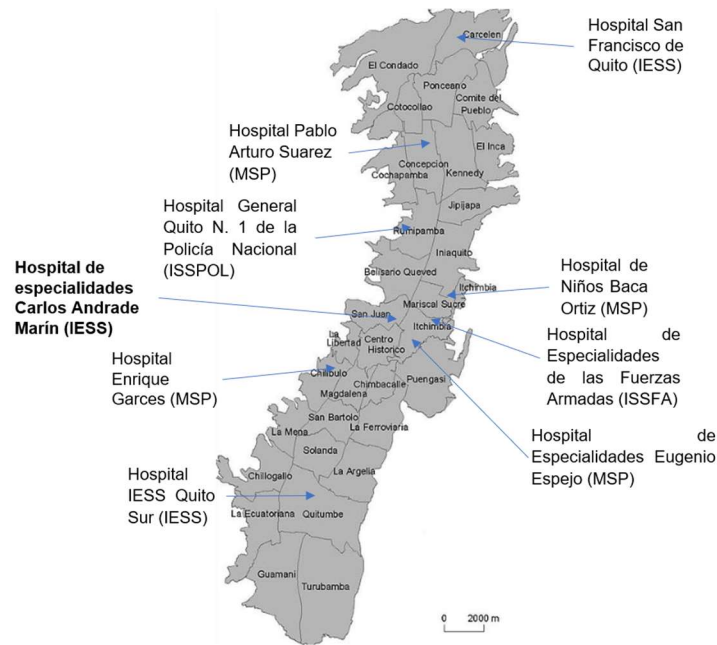 Hospital San
Francisco de
Quito (IESS)
Carcelen
El Condado
Ponceano
Cotocollao
Comite del
Pueblo
Hospital Pablo
Arturo Suarez
(MSP)
El Inca
Concepcion
Cochapamba
Kennedy
Hospital General
Quito N. 1 de la
Policía Nacional
(ISSPOL)
Jipijapa
Rumipamba
Iniaquito
Hospital de
especialidades
Carlos Andrade
Marín (IESS)
Belisario Queved
Hospital de
Niños Baca
Ortiz (MSP)
Itchimbia
Mariscal Sucre
San Juan
Itchimbia
Hospital de
Especialidades
de las Fuerzas
Armadas (ISSFA)
La
Libertad
Centro
Historico
Hospital
Enrique
Garces (MSP)
Chilibulo
Chimbacalle
Puengasi
Magdalena
San Bartolo
La Ferroviaria
La Mena
Hospital de
Especialidades Eugenio
Espejo (MSP)
Solanda
La Argelia
Chillogallo
Hospital
IESS Quito
Sur (IESS)
La Ecuatoriana
Quitumbe
Guamani
Turubamba
0 2000 m